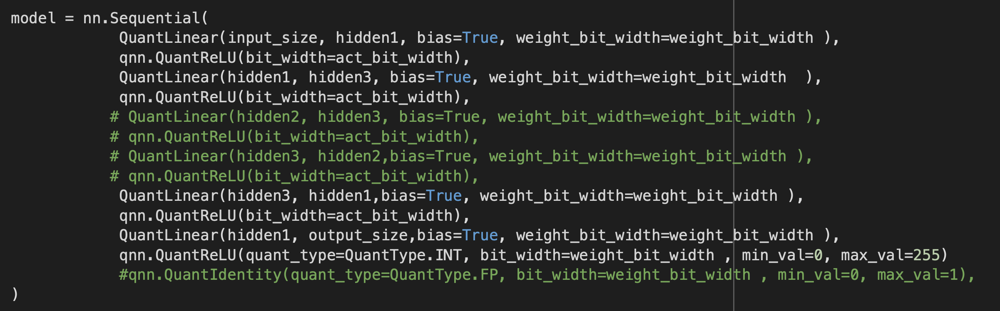 model = nn.Sequential(
            QuantLinear(input_size, hidden1, bias=True, weight_bit_width=weight_bit_width ),
            qnn.QuantReLU(bit_width=act_bit_width),
            QuantLinear(hidden1, hidden3, bias=True, weight_bit_width=weight_bit_width  ),
            qnn.QuantReLU(bit_width=act_bit_width),
           # QuantLinear(hidden2, hidden3, bias=True, weight_bit_width=weight_bit_width ),
           # qnn.QuantReLU(bit_width=act_bit_width),
           # QuantLinear(hidden3, hidden2,bias=True, weight_bit_width=weight_bit_width ),
           # qnn.QuantReLU(bit_width=act_bit_width),
            QuantLinear(hidden3, hidden1,bias=True, weight_bit_width=weight_bit_width ),
            qnn.QuantReLU(bit_width=act_bit_width),
            QuantLinear(hidden1, output_size,bias=True, weight_bit_width=weight_bit_width ),
            qnn.QuantReLU(quant_type=QuantType.INT, bit_width=weight_bit_width , min_val=0, max_val=255)
            #qnn.QuantIdentity(quant_type=QuantType.FP, bit_width=weight_bit_width , min_val=0, max_val=1),
)